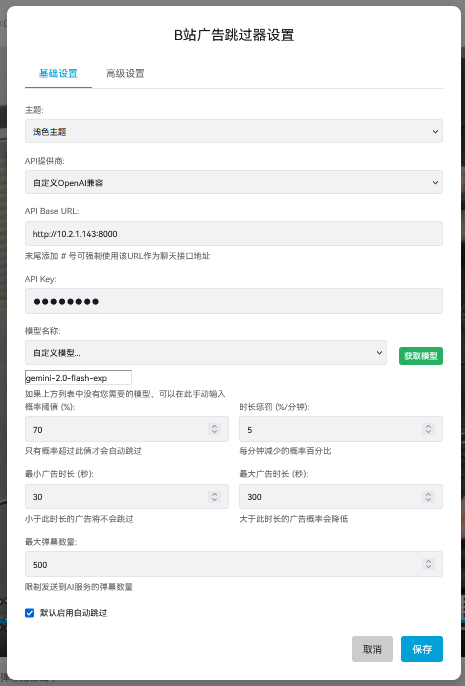 B站广告跳过器设置
基础设置 高级设置
主题:
浅色主题
API提供商:
自定义OpenAI兼容
API Base URL:
http://10.2.1.143:8000
末尾添加 # 号可强制使用该URL作为聊天接口地址
API Key:
●●●●●●●●
模型名称:
自定义模型... 获取模型
gemini-2.0-flash-exp
如果上方列表中没有您需要的模型，可以在此手动输入
概率阈值 (%): 时长惩罚 (%/分钟):
70 5
只有概率超过此值才会自动跳过 每分钟减少的概率百分比
最小广告时长 (秒): 最大广告时长 (秒):
30 300
小于此时长的广告将不会跳过 大于此时长的广告概率会降低
最大弹幕数量:
500
限制发送到AI服务的弹幕数量
默认启用自动跳过
取消 保存